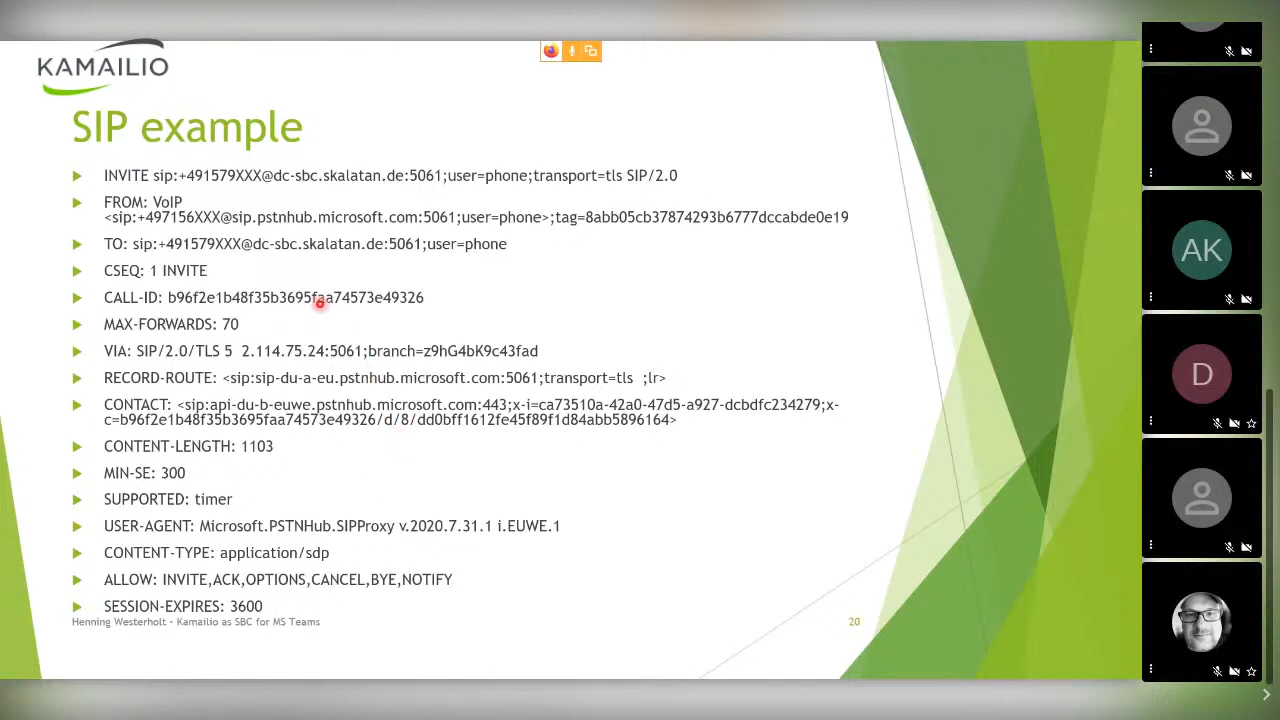 KAMAILIO
SIP example
INVITE sip:+491579XXX@dc-sbc.skalatan.de:5061;user=phone;transport=tls SIP/2.0
FROM: VoIP
<sip:+497156XXX@sip.pstnhub.microsoft.com:5061;user=phone>;tag=8abb05cb37874293b6777dccabde0e19
TO: sip:+491579XXX@dc-sbc.skalatan.de:5061;user=phone
CSEQ: 1 INVITE
CALL-ID: b96f2e1b48f35b3695faa74573e49326
MAX-FORWARDS: 70
VIA: SIP/2.0/TLS 5 2.114.75.24:5061;branch=z9hG4bK9c43fad
RECORD-ROUTE: <sip:sip-du-a-eu.pstnhub.microsoft.com:5061;transport=tls ;lr>
CONTACT: <sip:api-du-b-euwe.pstnhub.microsoft.com:443;x-i=ca73510a-42a0-47d5-a927-dcbdfc234279;x-
c=b96f2e1b48f35b3695faa74573e49326/d/8/dd0bff1612fe45f89f1d84abb5896164>
CONTENT-LENGTH: 1103
MIN-SE: 300
SUPPORTED: timer
USER-AGENT: Microsoft.PSTNHub.SIPProxy v.2020.7.31.1 i.EUWE.1
CONTENT-TYPE: application/sdp
ALLOW: INVITE,ACK,OPTIONS,CANCEL,BYE,NOTIFY
SESSION-EXPIRES: 3600
Henning Westerholt - Kamailio as SBC for MS Teams
20
AK
D